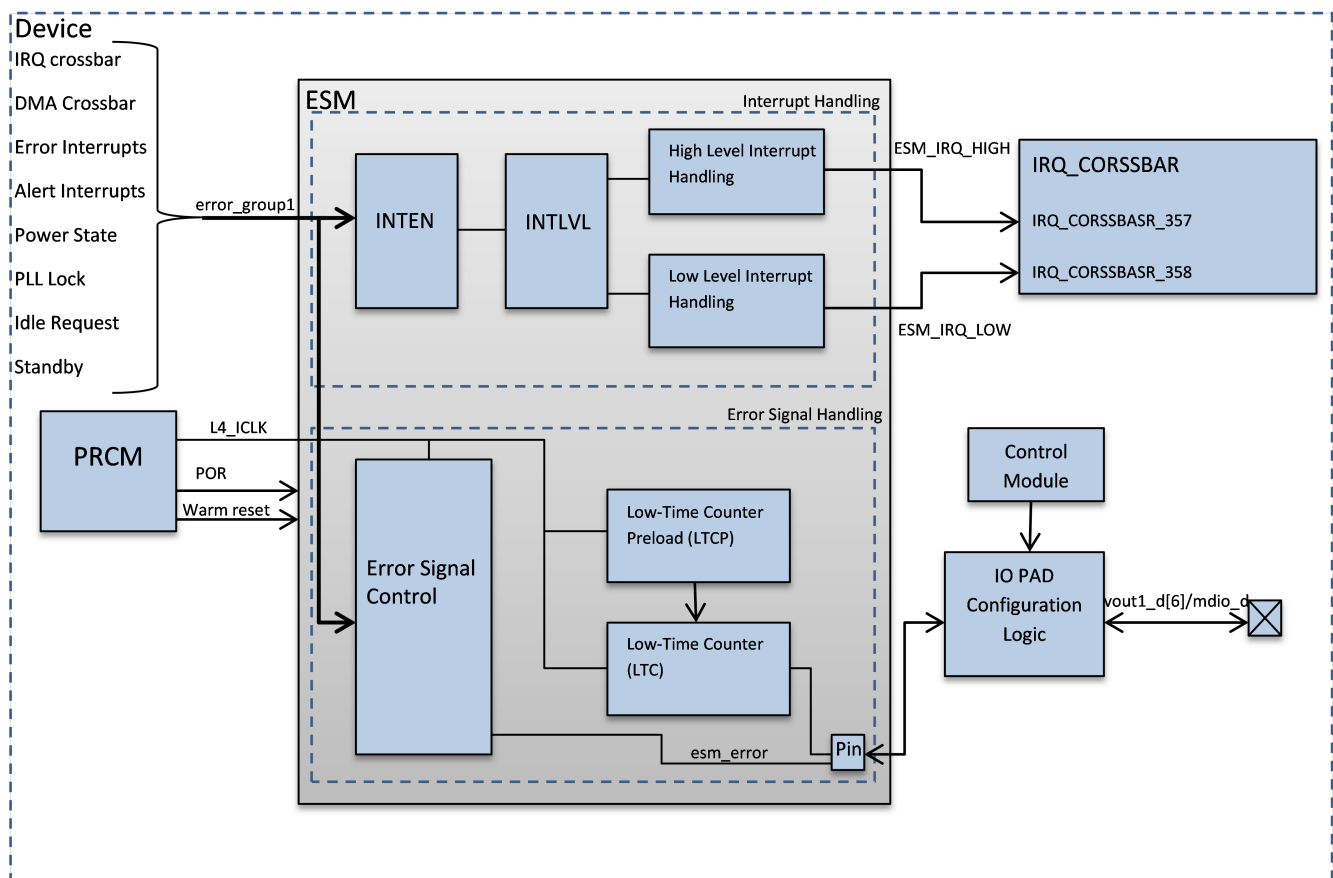 Device
IRQ crossbar
DMA Crossbar
Error Interrupts
Alert Interrupts
Power State
PLL Lock
Idle Request
Standby
error_group1
ESM
Interrupt Handling
INTEN
INTLVL
High Level Interrupt
Handling
Low Level Interrupt
Handling
ESM_IRQ_HIGH
ESM_IRQ_LOW
IRQ_CORSSBAR
IRQ_CORSSBASR_357
IRQ_CORSSBASR_358
PRCM
L4_ICLK
POR
Warm reset
Error Signal Handling
Error Signal
Control
Low-Time Counter
Preload (LTCP)
Low-Time Counter
(LTC)
esm_error
Pin
Control
Module
IO PAD
Configuration
Logic
vout1_d[6]/mdio_d